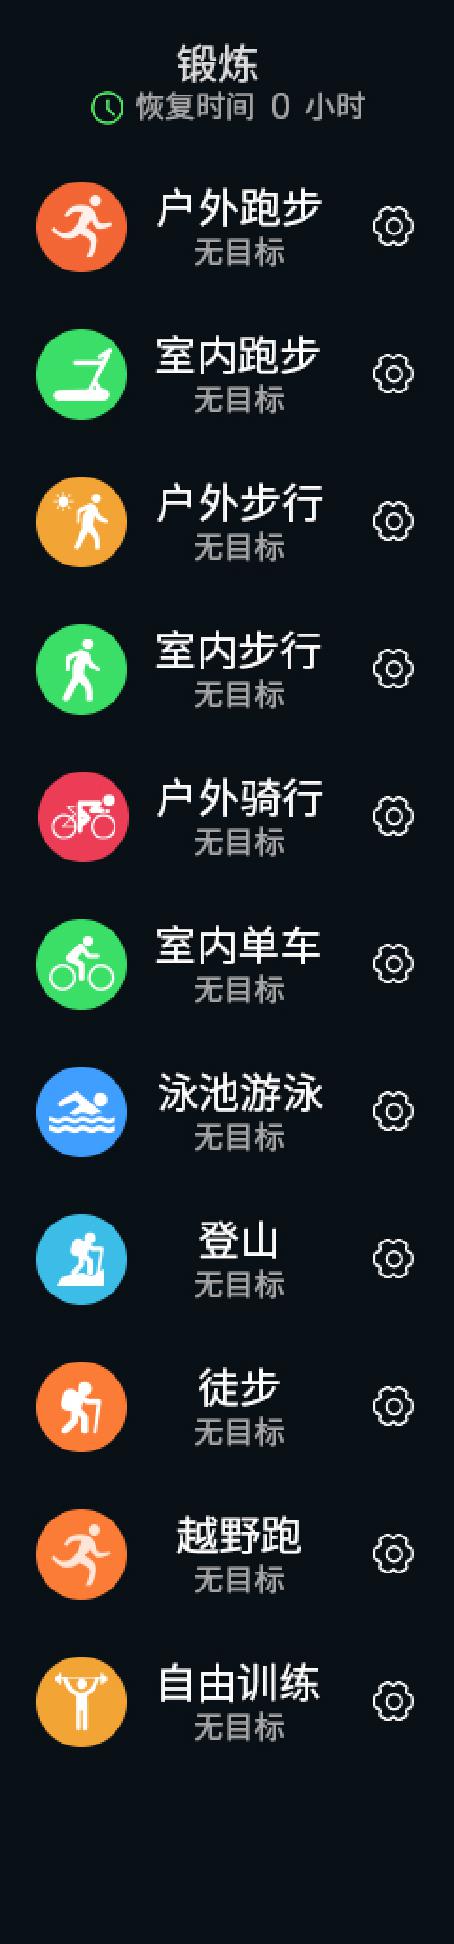 锻炼
恢复时间 0 小时
户外跑步
无目标
室内跑步
无目标
户外步行
无目标
室内步行
无目标
户外骑行
无目标
室内单车
无目标
泳池游泳
无目标
登山
无目标
徒步
无目标
越野跑
无目标
自由训练
无目标